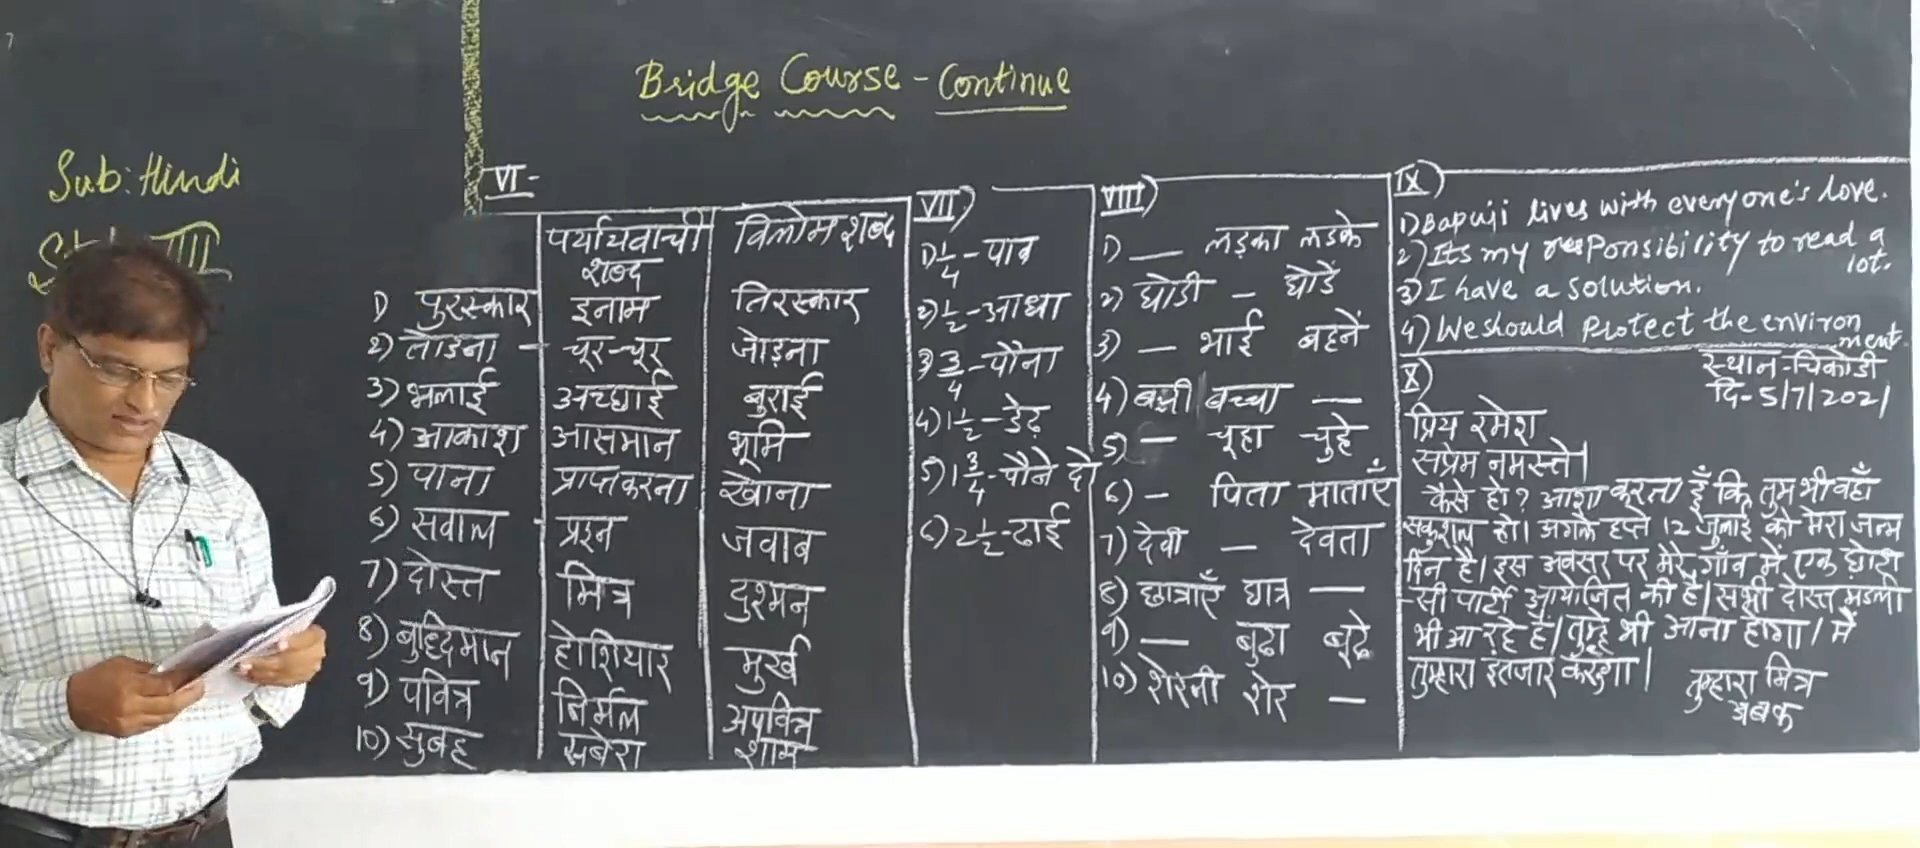 Bridge Course - Continue
Sub: Hindi
VI -
पर्यायवाची शब्द
विलोम शब्द
1) पुरस्कार इनाम तिरस्कार
2) तोडना - चूर-चूर जोड़ना
3) भलाई अच्छाई बुराई
4) आकाश आसमान भूमि
5) पाना प्राप्त करना खोना
6) सवाल - प्रश्न जवाब
7) दोस्त मित्र दुश्मन
8) बुध्दिमान होशियार मुर्ख
9) पवित्र निर्मल अपवित्र
10) सुबह सबेरा शाम
VII)
1) 1/4 - पाव
2) 1/2 - आधा
3) 3/4 - पौना
4) 1 1/2 - डेढ़
5) 1 3/4 - पौने दो
6) 2 1/2 - ढाई
VIII)
1) — लड़का लडके
2) घोडी — घोडें
3) — भाई बहनें
4) बच्ची बच्चा —
5) — चूहा चुहे
6) — पिता माताएँ
7) देवी — देवता
8) छात्राएँ छात्र —
9) — बुढा बूढे
10) शेरनी शेर —
IX)
1) Bapuji lives with everyone's love.
2) Its my responsibility to read a
lot.
3) I have a solution.
4) We should Protect the environ
ment.
X)
स्थान-चिकोडी
दि- 5/7/2021
प्रिय रमेश
सप्रेम नमस्ते।
कैसे हो? आशा करता हूँ कि तुम भी वहाँ
सकुशल हो। अगले हप्ते 12 जुलाई को मेरा जन्म
दिन है। इस अवसर पर मेरे गाँव में एक छोटी
-सी पार्टी आयोजित की है। सभी दोस्त मंडली
भी आ रहे हैं। तुम्हे भी आना होगा। मैं
तुम्हारा इंतजार करूँगा।
तुम्हारा मित्र
अबक